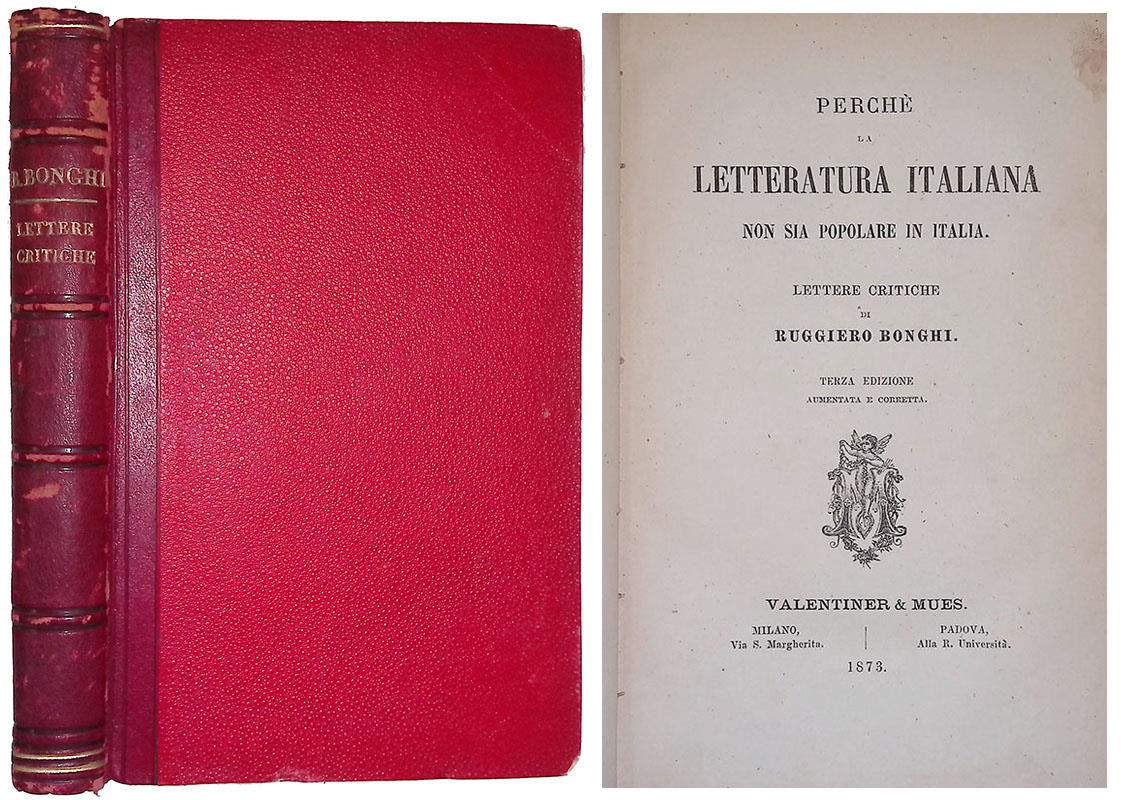 R. BONGHI
LETTERE
CRITICHE
PERCHÈ
LA
LETTERATURA ITALIANA
NON SIA POPOLARE IN ITALIA.
LETTERE CRITICHE
DI
RUGGIERO BONGHI.
TERZA EDIZIONE
AUMENTATA E CORRETTA.
VALENTINER & MUES.
MILANO,
Via S. Margherita.
PADOVA,
Alla R. Università.
1873.